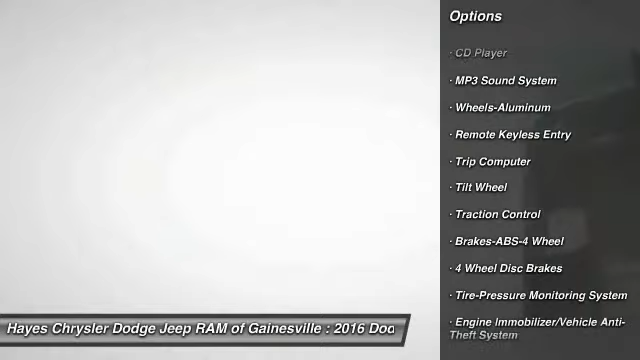 Options
· CD Player
· MP3 Sound System
· Wheels-Aluminum
· Remote Keyless Entry
· Trip Computer
· Tilt Wheel
· Traction Control
· Brakes-ABS-4 Wheel
· 4 Wheel Disc Brakes
· Tire-Pressure Monitoring System
· Engine Immobilizer/Vehicle Anti-
Theft System
Hayes Chrysler Dodge Jeep RAM of Gainesville : 2016 Dod